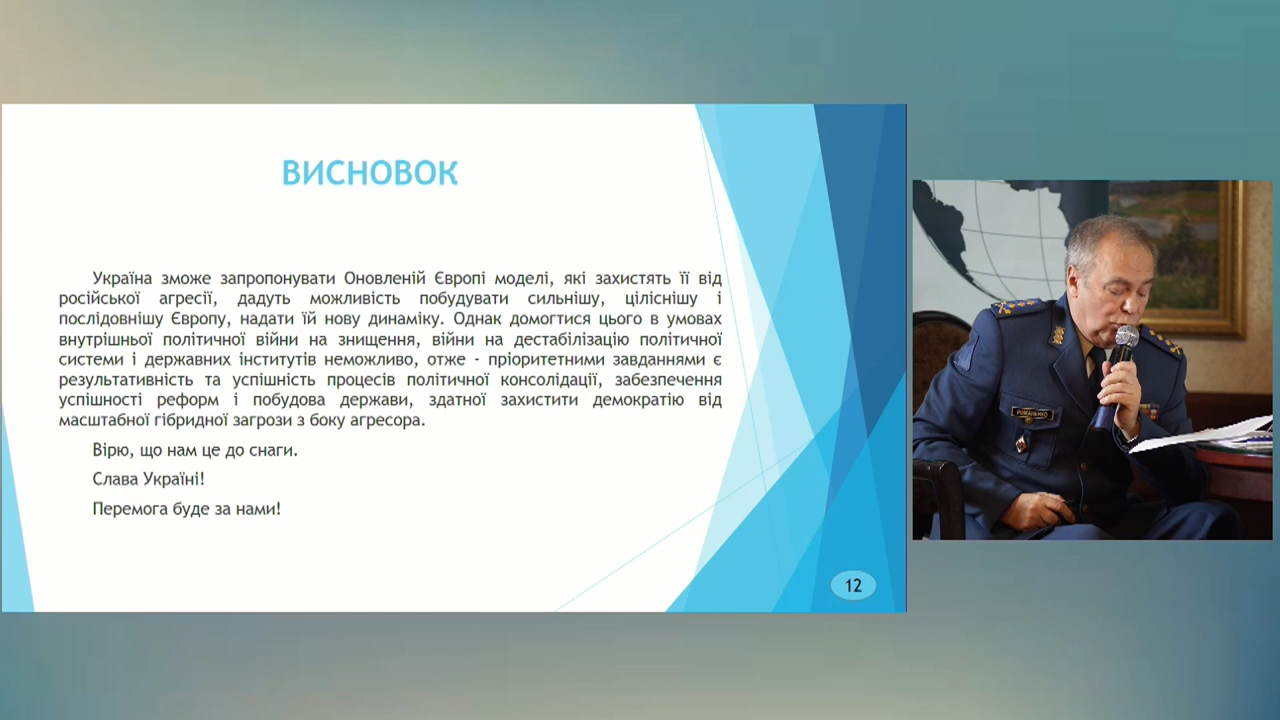 ВИСНОВОК
Україна зможе запропонувати Оновленій Європі моделі, які захистять її від
російської агресії, дадуть можливість побудувати сильнішу, ціліснішу і
послідовнішу Європу, надати їй нову динаміку. Однак домогтися цього в умовах
внутрішньої політичної війни на знищення, війни на дестабілізацію політичної
системи і державних інститутів неможливо, отже - пріоритетними завданнями є
результативність та успішність процесів політичної консолідації, забезпечення
успішності реформ і побудова держави, здатної захистити демократію від
масштабної гібридної загрози з боку агресора.
Вірю, що нам це до снаги.
Слава Україні!
Перемога буде за нами!
12
РОМАНЕНКО